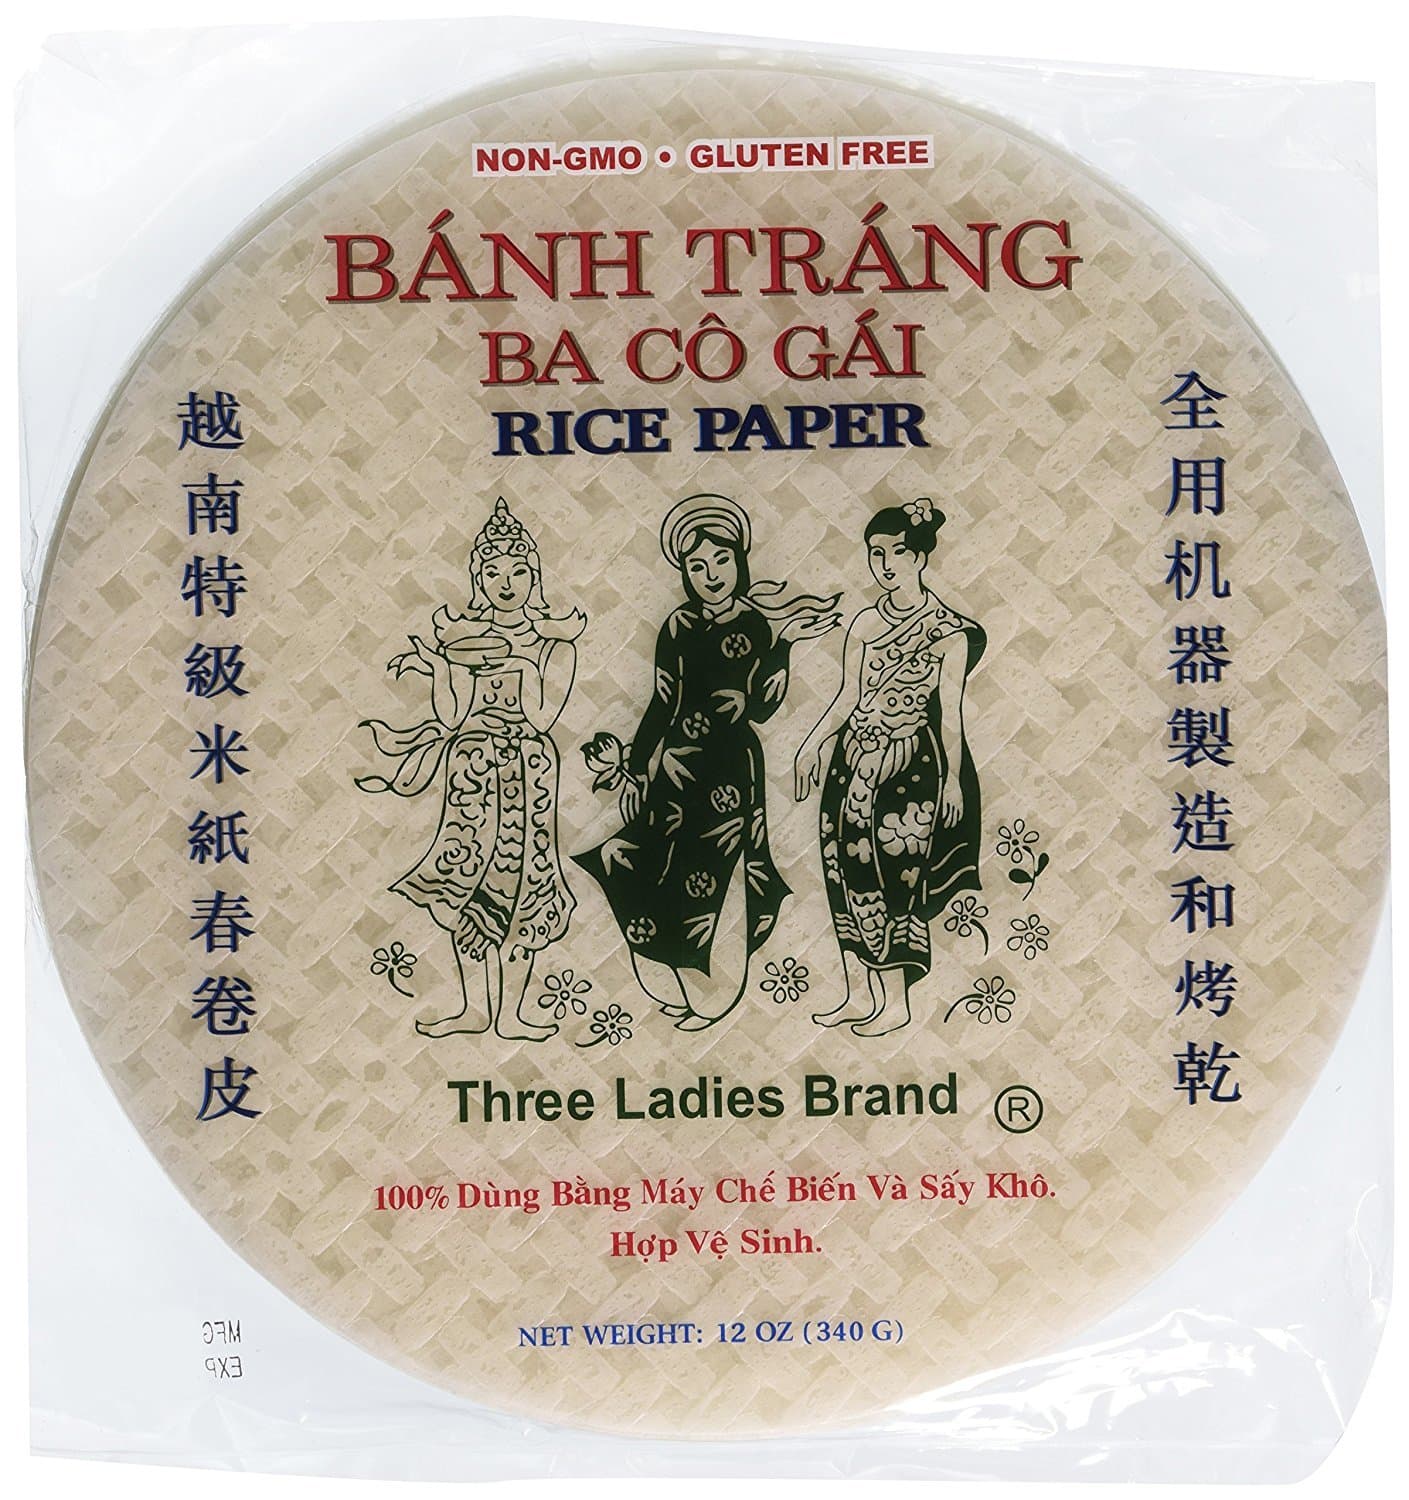 NON-GMO • GLUTEN FREE
BÁNH TRÁNG
BA CÔ GÁI
RICE PAPER
越南特級米紙春卷皮
全用机器製造和烤乾
Three Ladies Brand ®
100% Dùng Bằng Máy Chế Biến Và Sấy Khô.
Hợp Vệ Sinh.
MFG
EXP
NET WEIGHT: 12 OZ (340 G)